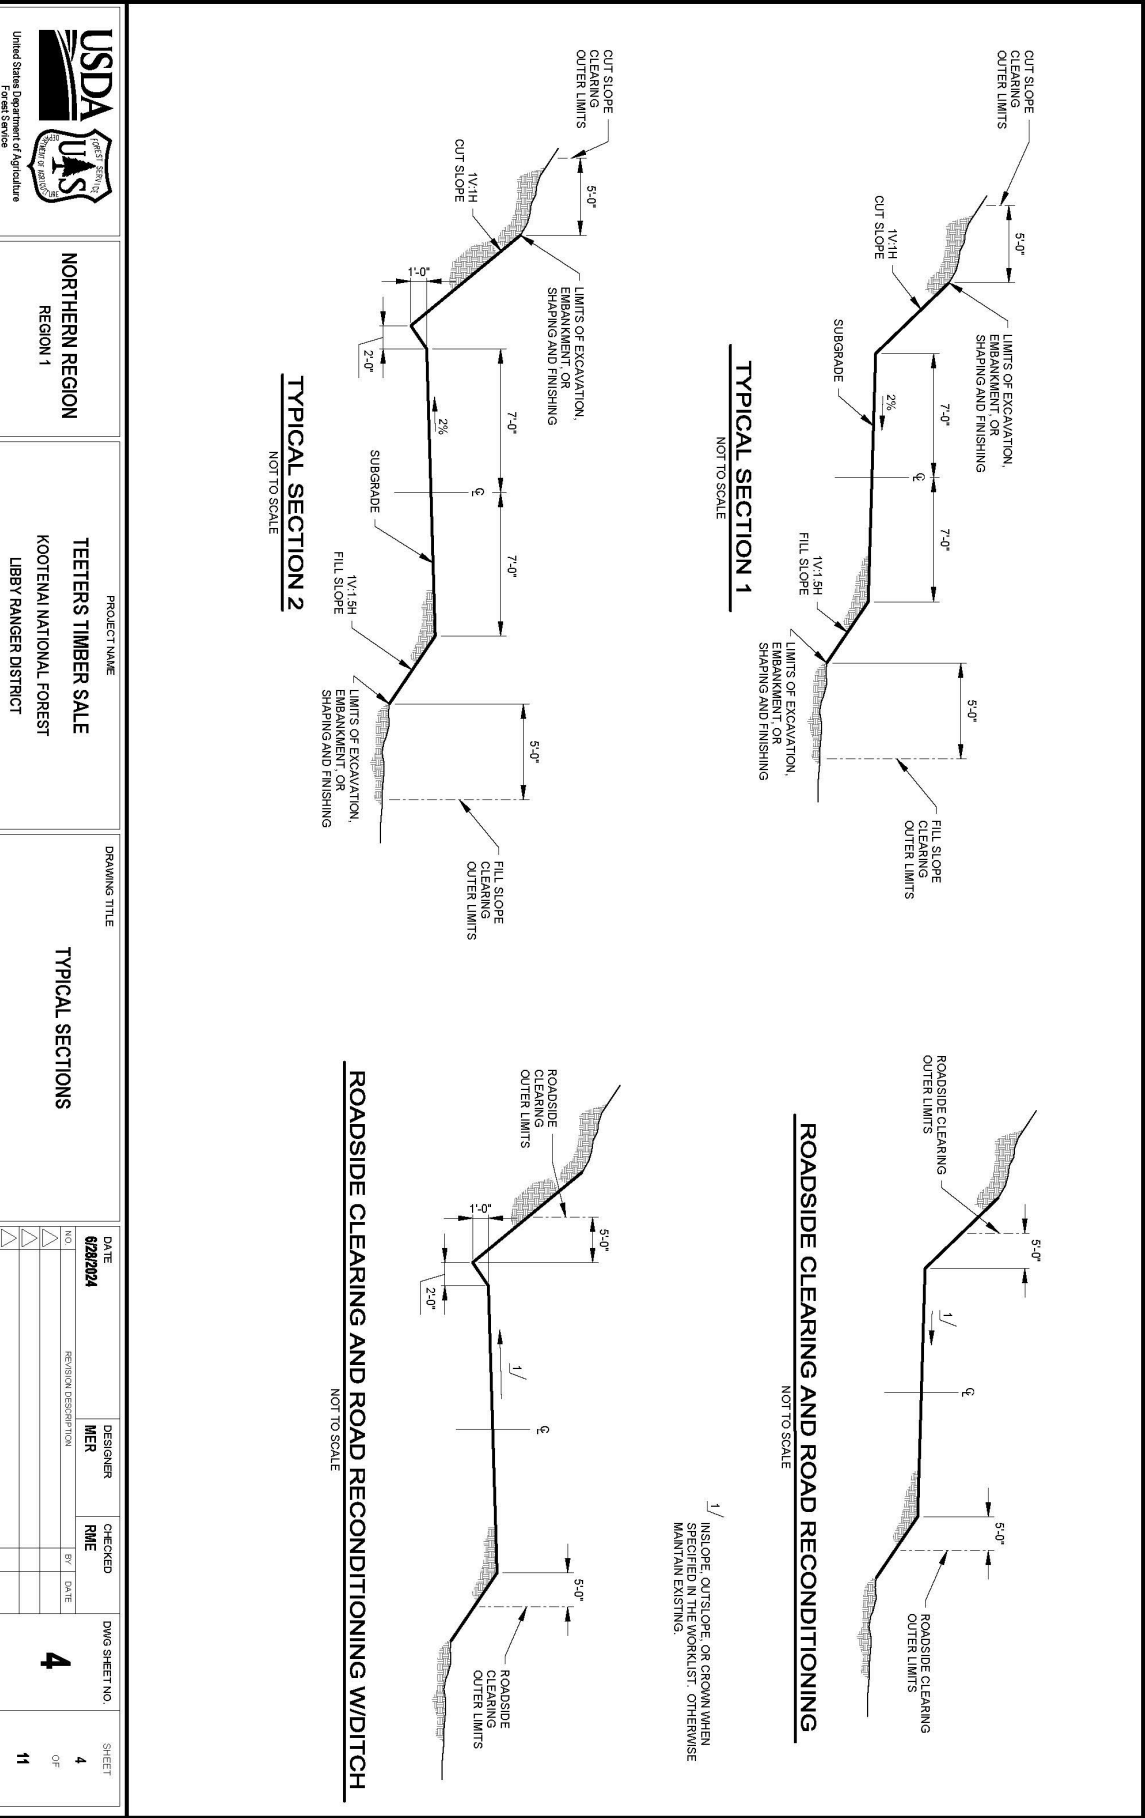 CUT SLOPE
CLEARING
OUTER LIMITS
5'-0"
1V:1H
CUT SLOPE
LIMITS OF EXCAVATION,
EMBANKMENT, OR
SHAPING AND FINISHING
SUBGRADE
2%
7'-0"
℄
7'-0"
1V:1.5H
FILL SLOPE
LIMITS OF EXCAVATION,
EMBANKMENT, OR
SHAPING AND FINISHING
5'-0"
FILL SLOPE
CLEARING
OUTER LIMITS
TYPICAL SECTION 1
NOT TO SCALE
ROADSIDE CLEARING
OUTER LIMITS
5'-0"
1/
℄
5'-0"
ROADSIDE CLEARING
OUTER LIMITS
ROADSIDE CLEARING AND ROAD RECONDITIONING
NOT TO SCALE
1/ INSLOPE, OUTSLOPE, OR CROWN WHEN
SPECIFIED IN THE WORKLIST. OTHERWISE
MAINTAIN EXISTING.
CUT SLOPE
CLEARING
OUTER LIMITS
5'-0"
1V:1H
CUT SLOPE
LIMITS OF EXCAVATION,
EMBANKMENT, OR
SHAPING AND FINISHING
1'-0"
2'-0"
7'-0"
2%
℄
7'-0"
SUBGRADE
1V:1.5H
FILL SLOPE
LIMITS OF EXCAVATION,
EMBANKMENT, OR
SHAPING AND FINISHING
5'-0"
FILL SLOPE
CLEARING
OUTER LIMITS
TYPICAL SECTION 2
NOT TO SCALE
ROADSIDE
CLEARING
OUTER LIMITS
5'-0"
1'-0"
2'-0"
1/
℄
5'-0"
ROADSIDE
CLEARING
OUTER LIMITS
ROADSIDE CLEARING AND ROAD RECONDITIONING W/DITCH
NOT TO SCALE
USDA
FOREST SERVICE
UAS
DEPARTMENT OF AGRICULTURE
United States Department of Agriculture
Forest Service
NORTHERN REGION
REGION 1
PROJECT NAME
TEETERS TIMBER SALE
KOOTENAI NATIONAL FOREST
LIBBY RANGER DISTRICT
DRAWING TITLE
TYPICAL SECTIONS
DATE
6/28/2024
DESIGNER
MER
CHECKED
RME
NO.
REVISION DESCRIPTION
BY
DATE
DWG SHEET NO.
4
SHEET
4
OF
11